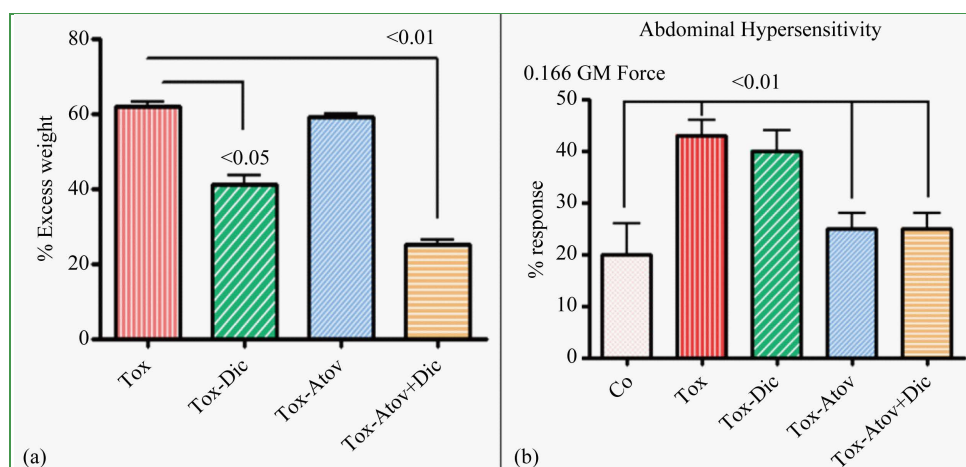 80
60
40
20
0
% Excess weight
<0.01
<0.05
Tox
Tox-Dic
Tox-Atov
Tox-Atov+Dic
(a)
Abdominal Hypersensitivity
0.166 GM Force
<0.01
50
40
30
20
10
0
% response
Co
Tox
Tox-Dic
Tox-Atov
Tox-Atov+Dic
(b)